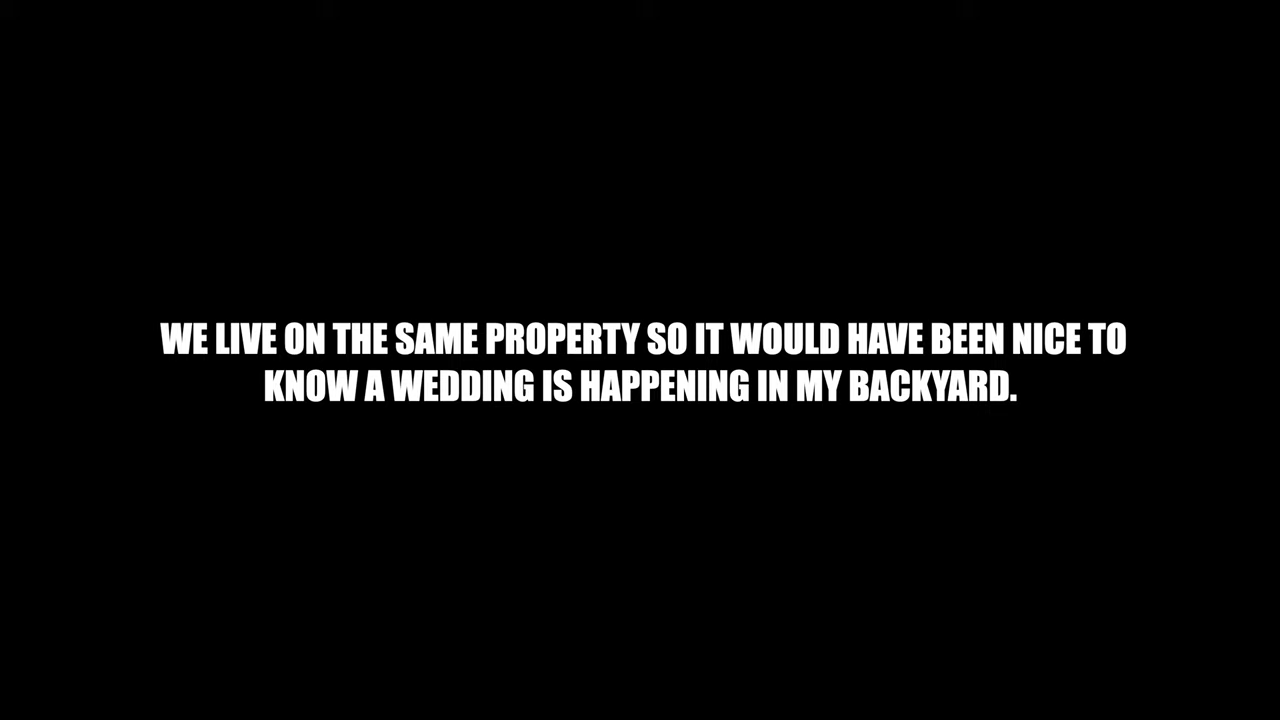 WE LIVE ON THE SAME PROPERTY SO IT WOULD HAVE BEEN NICE TO
KNOW A WEDDING IS HAPPENING IN MY BACKYARD.